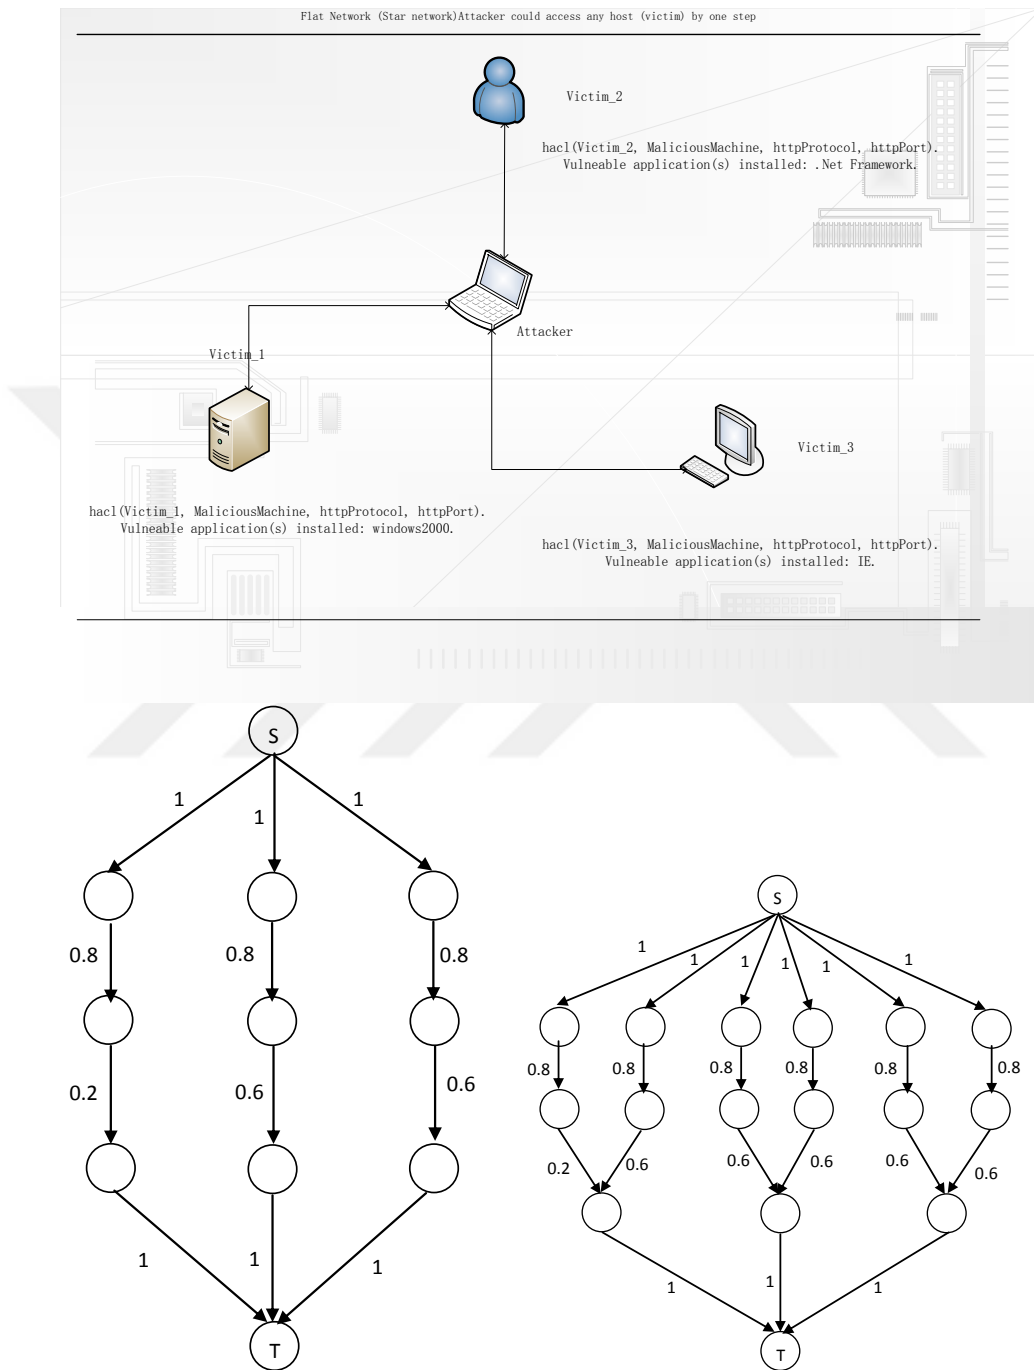 Flat Network (Star network)Attacker could access any host (victim) by one step
Victim_2
hacl(Victim_2, MaliciousMachine, httpProtocol, httpPort).
Vulneable application(s) installed: .Net Framework.
Attacker
Victim_1
Victim_3
hacl(Victim_1, MaliciousMachine, httpProtocol, httpPort).
Vulneable application(s) installed: windows2000.
hacl(Victim_3, MaliciousMachine, httpProtocol, httpPort).
Vulneable application(s) installed: IE.
S
1
1
1
0.8
0.8
0.8
0.2
0.6
0.6
1
1
1
T
S
1
1
1
1
1
1
0.8
0.8
0.8
0.8
0.8
0.8
0.2
0.6
0.6
0.6
0.6
0.6
1
1
1
T